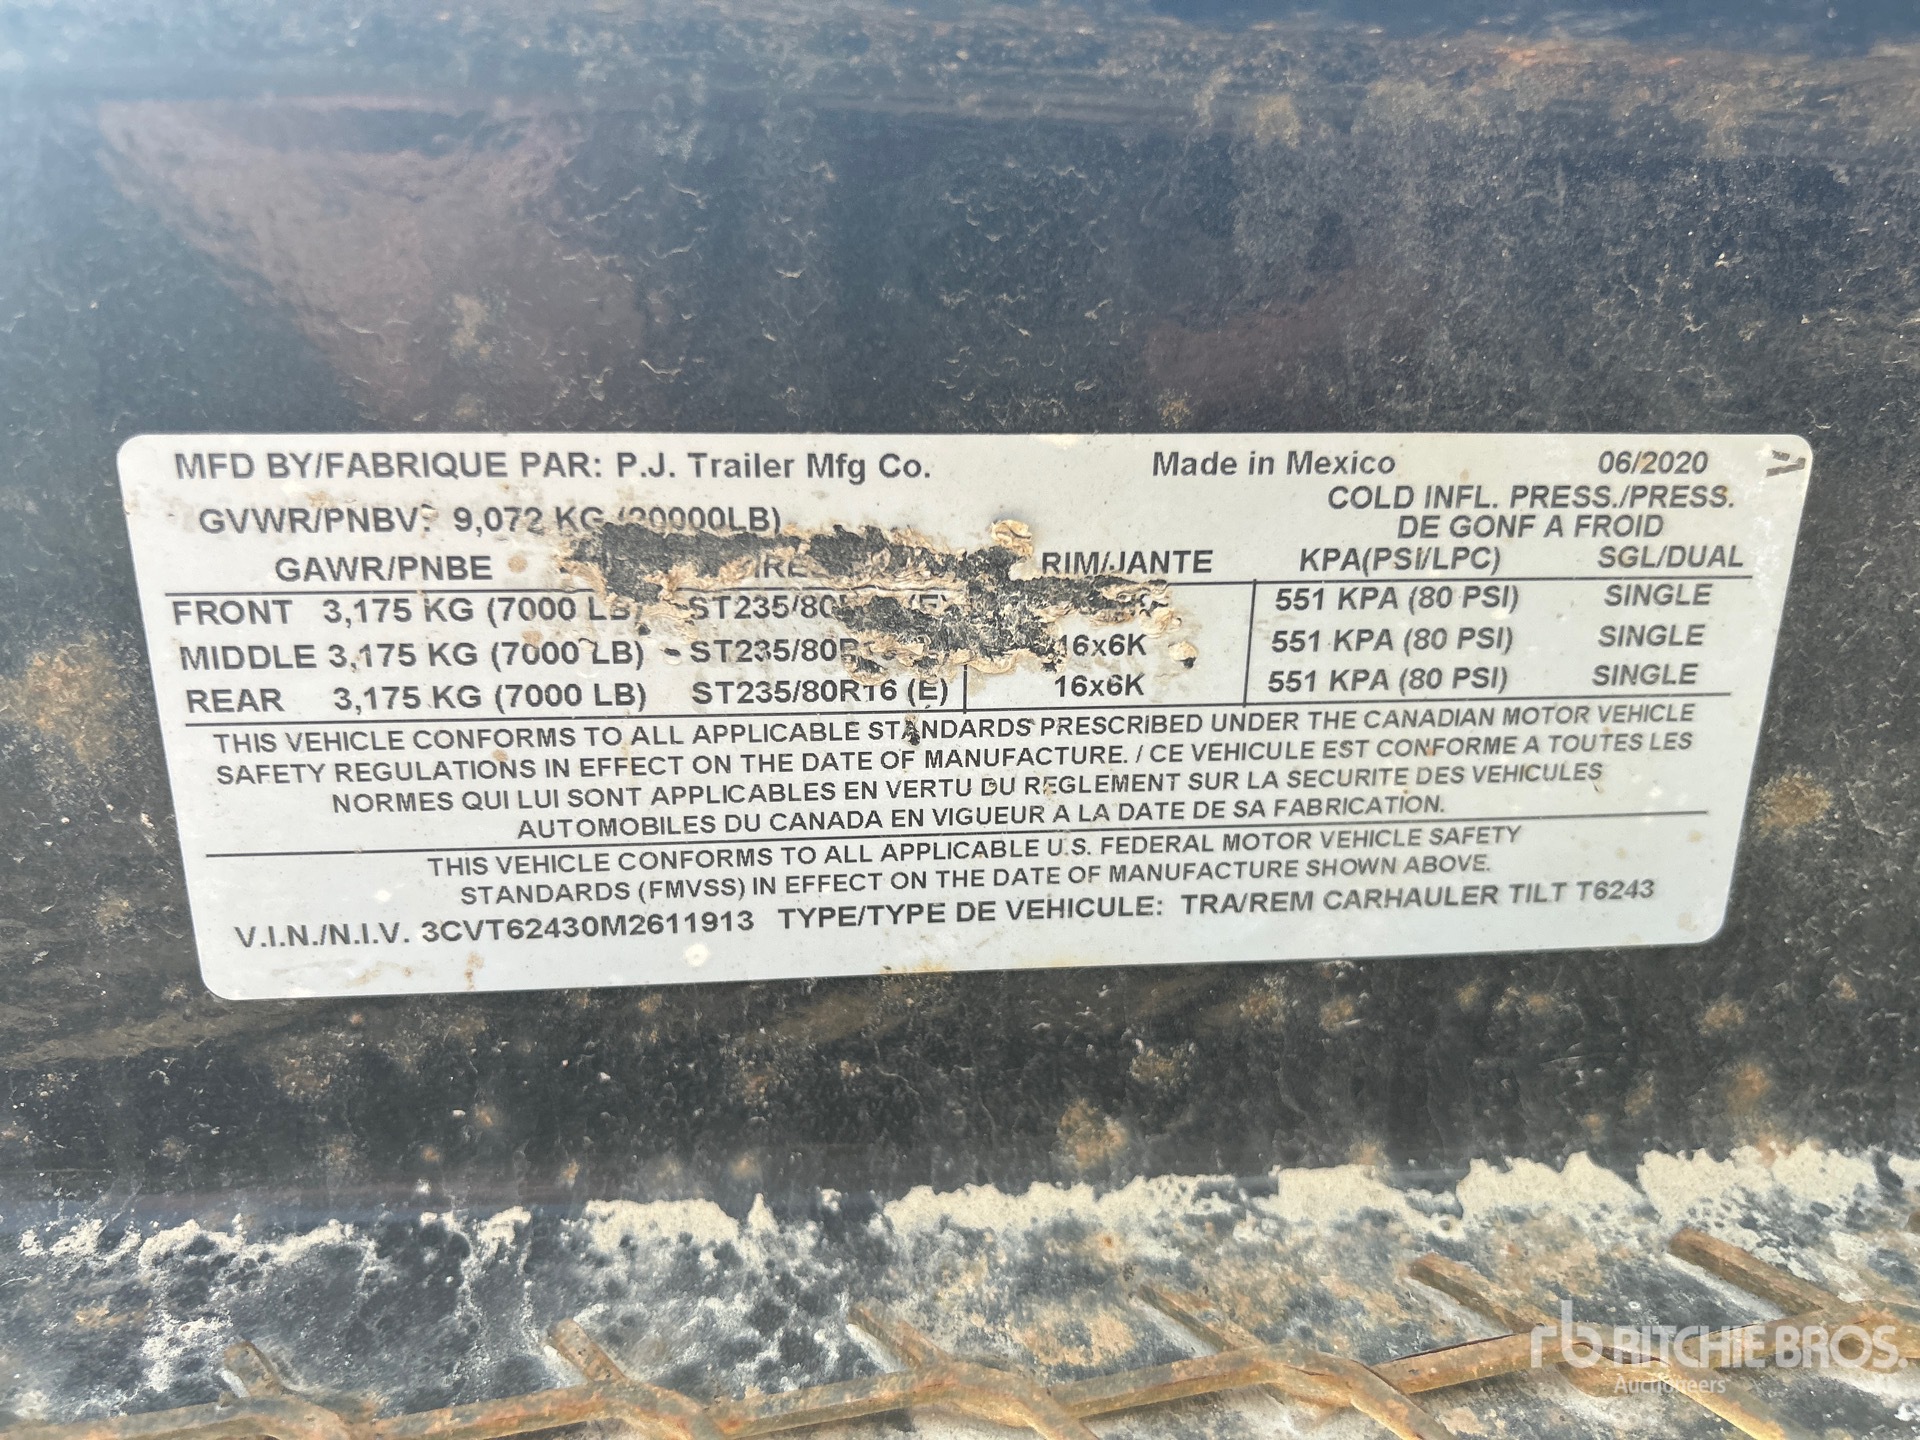 MFD BY/FABRIQUE PAR: P.J. Trailer Mfg Co. Made in Mexico 06/2020
GVWR/PNBV: 9,072 KG (20000LB) COLD INFL. PRESS./PRESS.
DE GONF A FROID
GAWR/PNBE RIM/JANTE KPA(PSI/LPC) SGL/DUAL
FRONT 3,175 KG (7000 LB) 551 KPA (80 PSI) SINGLE
MIDDLE 3,175 KG (7000 LB) 16x6K 551 KPA (80 PSI) SINGLE
REAR 3,175 KG (7000 LB) ST235/80R16 (E) 16x6K 551 KPA (80 PSI) SINGLE
THIS VEHICLE CONFORMS TO ALL APPLICABLE STANDARDS PRESCRIBED UNDER THE CANADIAN MOTOR VEHICLE
SAFETY REGULATIONS IN EFFECT ON THE DATE OF MANUFACTURE. / CE VEHICULE EST CONFORME A TOUTES LES
NORMES QUI LUI SONT APPLICABLES EN VERTU DU REGLEMENT SUR LA SECURITE DES VEHICULES
AUTOMOBILES DU CANADA EN VIGUEUR A LA DATE DE SA FABRICATION.
THIS VEHICLE CONFORMS TO ALL APPLICABLE U.S. FEDERAL MOTOR VEHICLE SAFETY
STANDARDS (FMVSS) IN EFFECT ON THE DATE OF MANUFACTURE SHOWN ABOVE.
V.I.N./N.I.V. 3CVT62430M2611913 TYPE/TYPE DE VEHICULE: TRA/REM CARHAULER TILT T6243
rb RITCHIE BROS.
Auctioneers